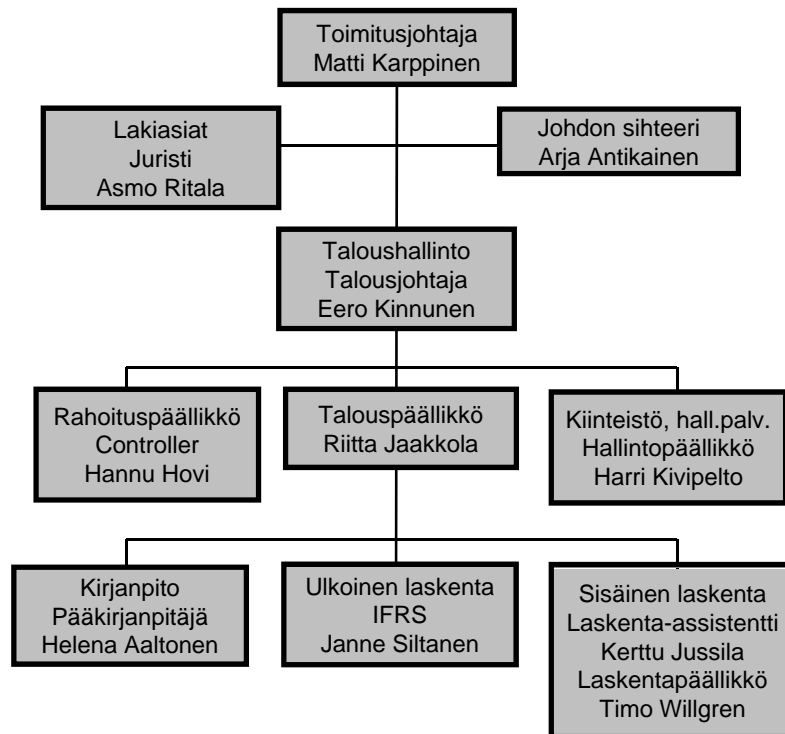 Toimitusjohtaja
Matti Karppinen
Lakiasiat
Juristi
Asmo Ritala
Johdon sihteeri
Arja Antikainen
Taloushallinto
Talousjohtaja
Eero Kinnunen
Rahoituspäällikkö
Controller
Hannu Hovi
Talouspäällikkö
Riitta Jaakkola
Kiinteistö, hall.palv.
Hallintopäällikkö
Harri Kivipelto
Kirjanpito
Pääkirjanpitäjä
Helena Aaltonen
Ulkoinen laskenta
IFRS
Janne Siltanen
Sisäinen laskenta
Laskenta-assistentti
Kerttu Jussila
Laskentapäällikkö
Timo Willgren